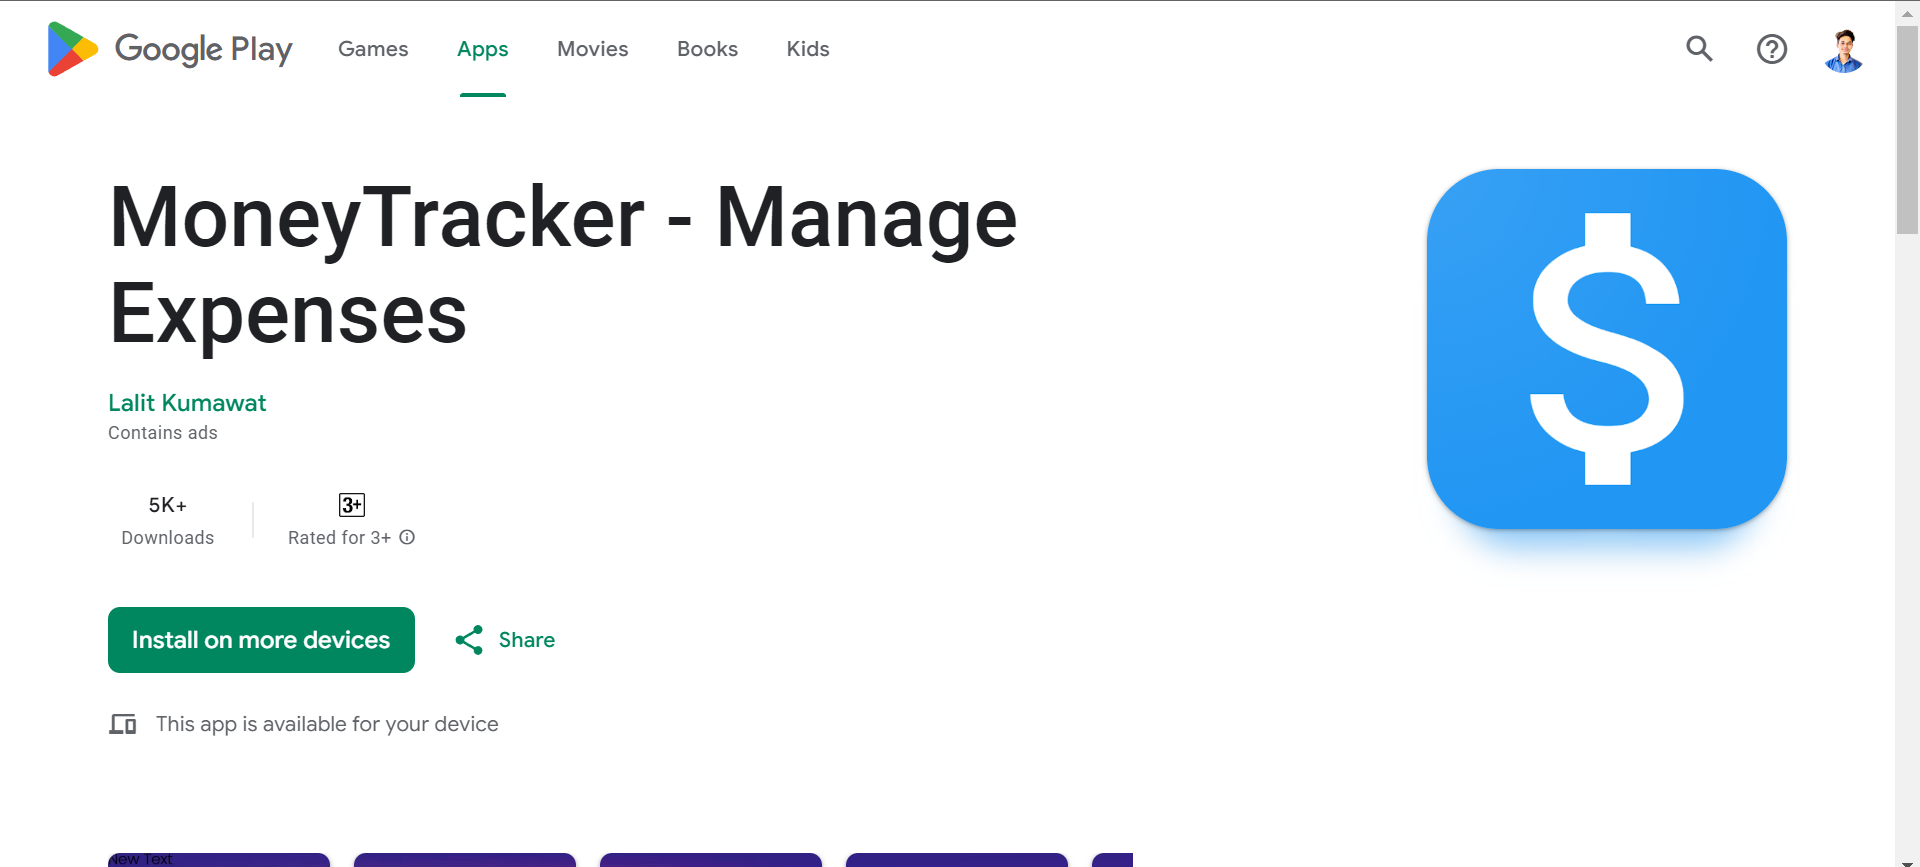 Google Play Games Apps Movies Books Kids
MoneyTracker - Manage
Expenses
Lalit Kumawat
Contains ads
5K+
Downloads
3+
Rated for 3+
Install on more devices
Share
This app is available for your device
New Text